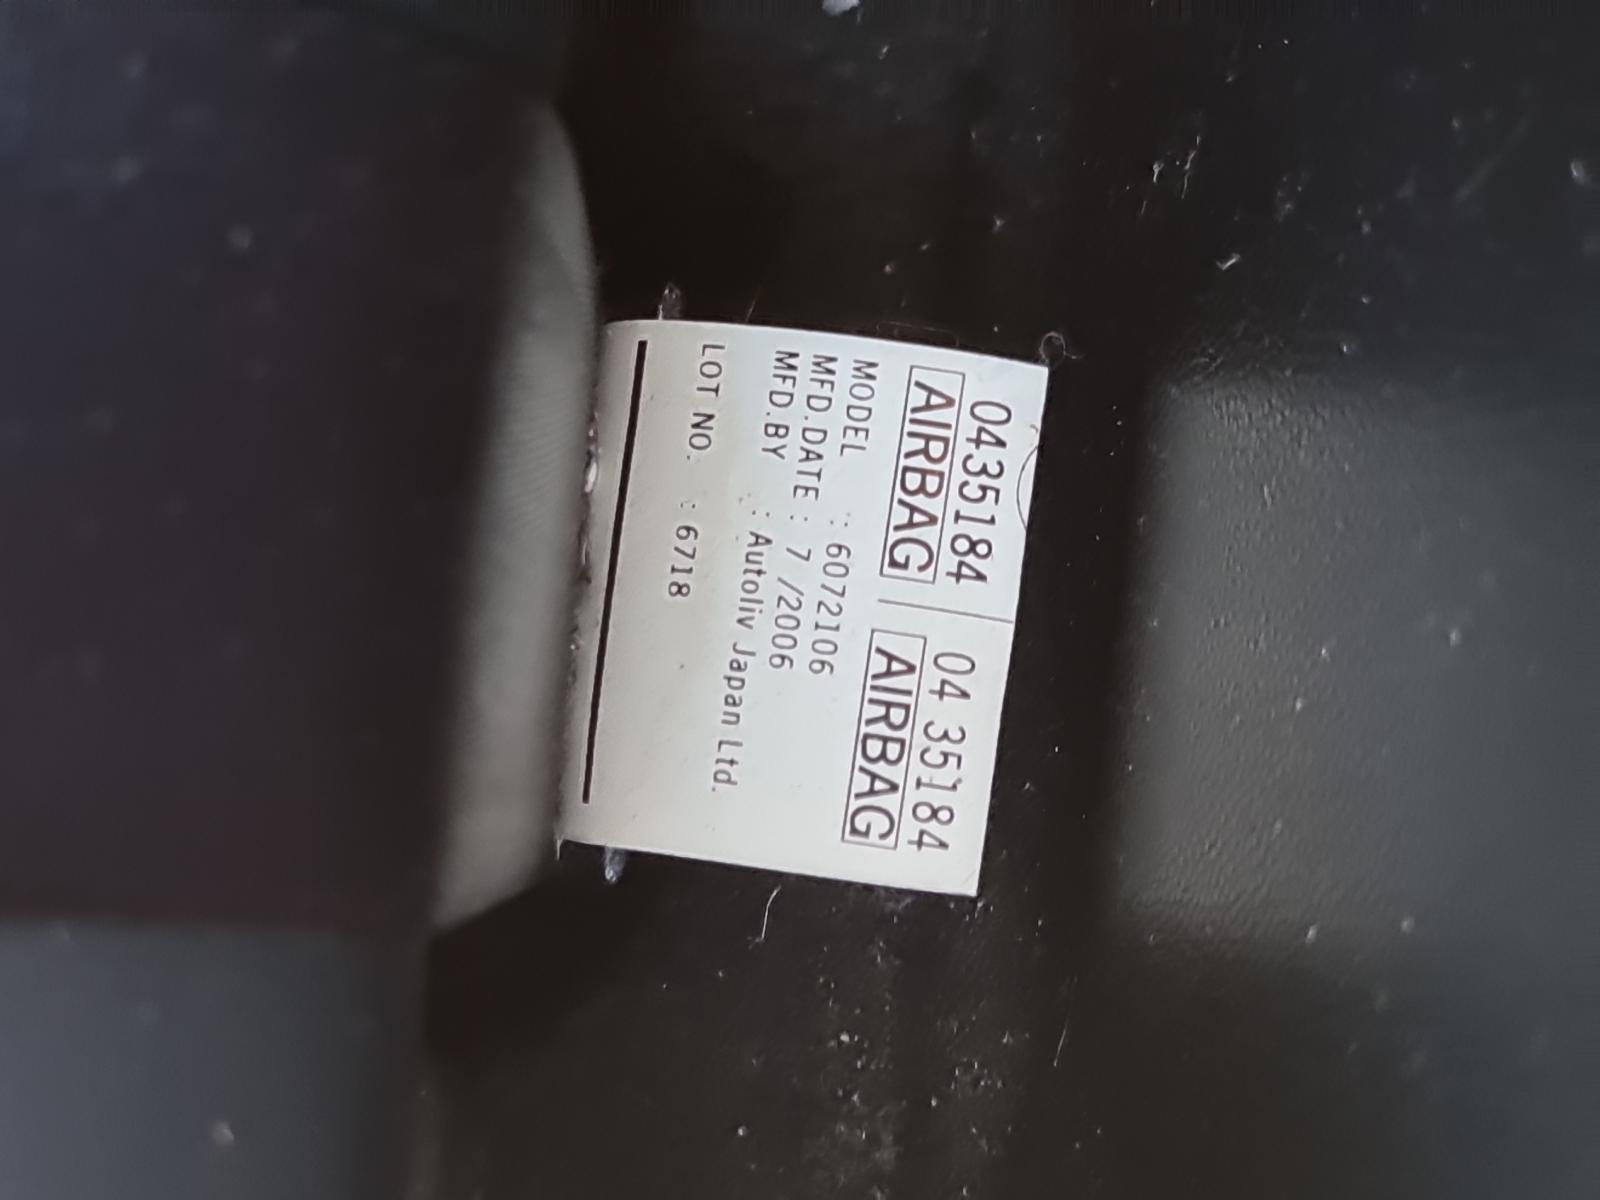 0435184 04 35184
AIRBAG AIRBAG
MODEL : 6072106
MFD.DATE : 7 /2006
MFD.BY : Autoliv Japan Ltd.
LOT NO. : 6718